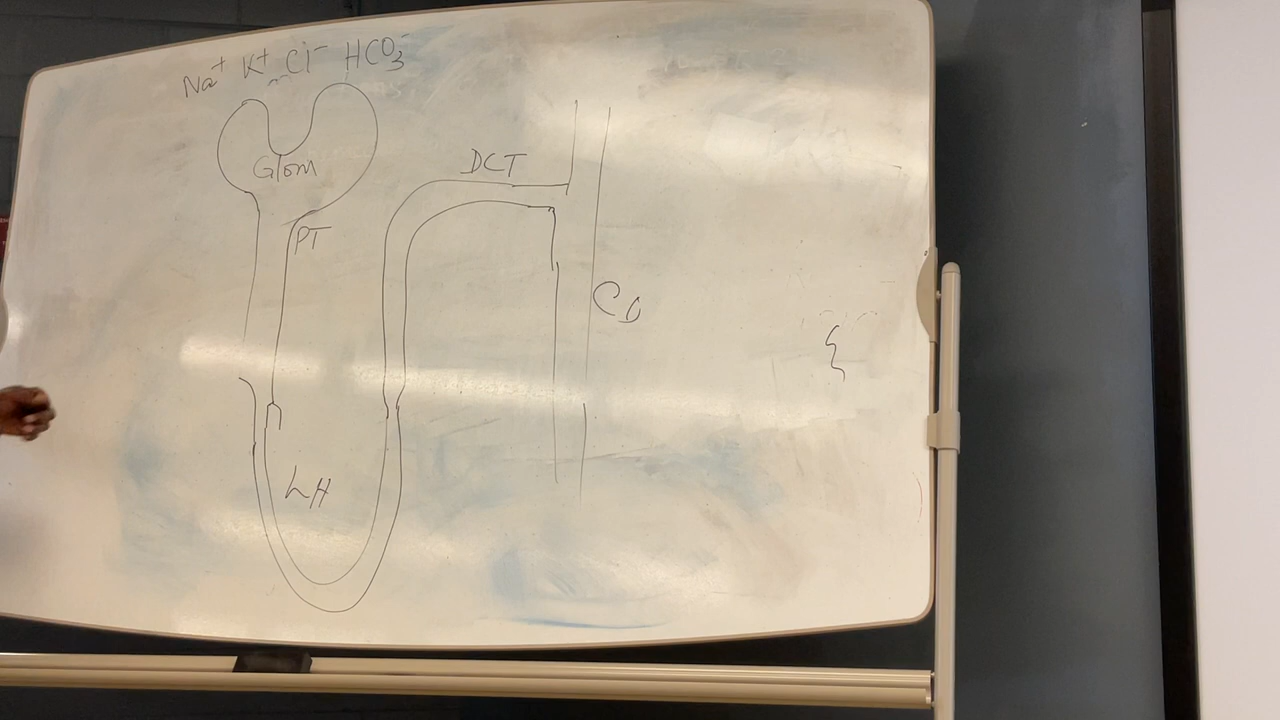 Na⁺ K⁺ Cl⁻ HCO₃⁻
Glom
DCT
PT
CD
LH